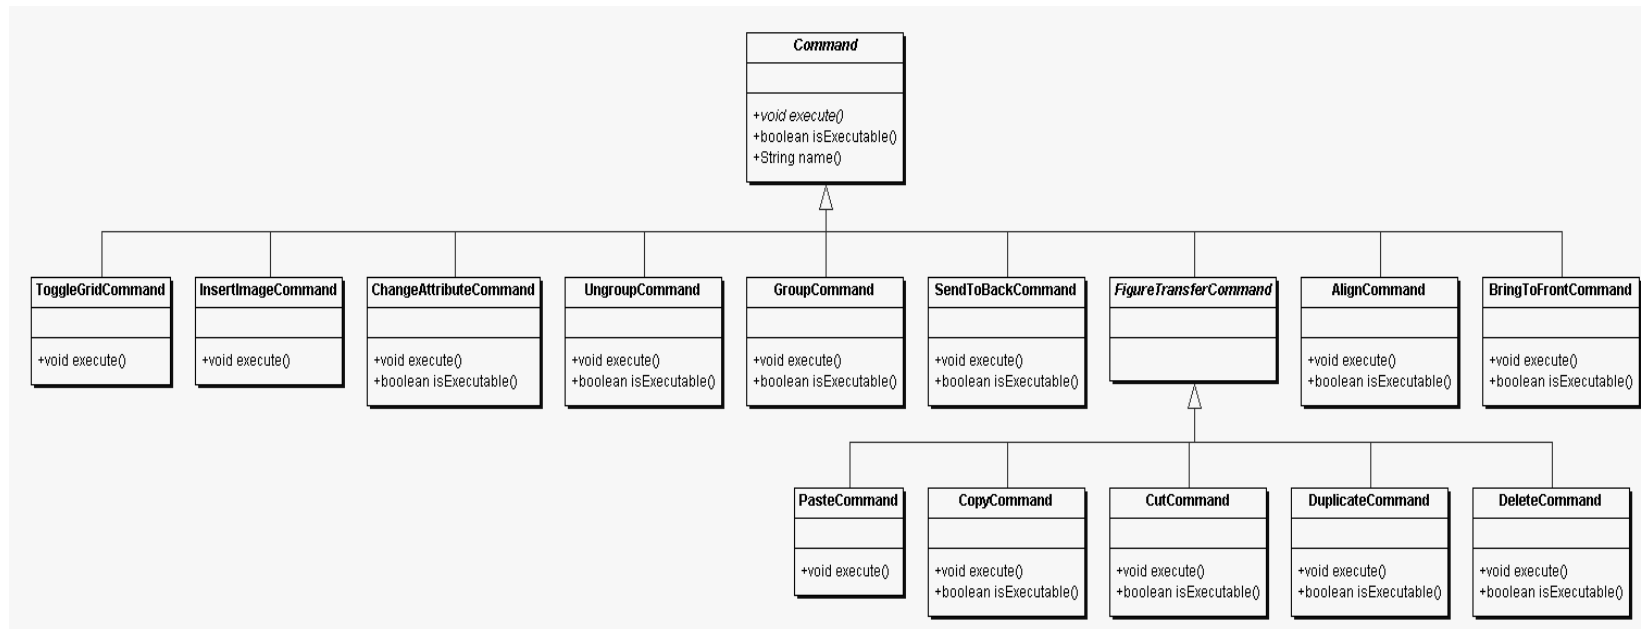 Command
+void execute()
+boolean isExecutable()
+String name()
ToggleGridCommand
+void execute()
InsertImageCommand
+void execute()
ChangeAttributeCommand
+void execute()
+boolean isExecutable()
UngroupCommand
+void execute()
+boolean isExecutable()
GroupCommand
+void execute()
+boolean isExecutable()
SendToBackCommand
+void execute()
+boolean isExecutable()
FigureTransferCommand
AlignCommand
+void execute()
+boolean isExecutable()
BringToFrontCommand
+void execute()
+boolean isExecutable()
PasteCommand
+void execute()
CopyCommand
+void execute()
+boolean isExecutable()
CutCommand
+void execute()
+boolean isExecutable()
DuplicateCommand
+void execute()
+boolean isExecutable()
DeleteCommand
+void execute()
+boolean isExecutable()